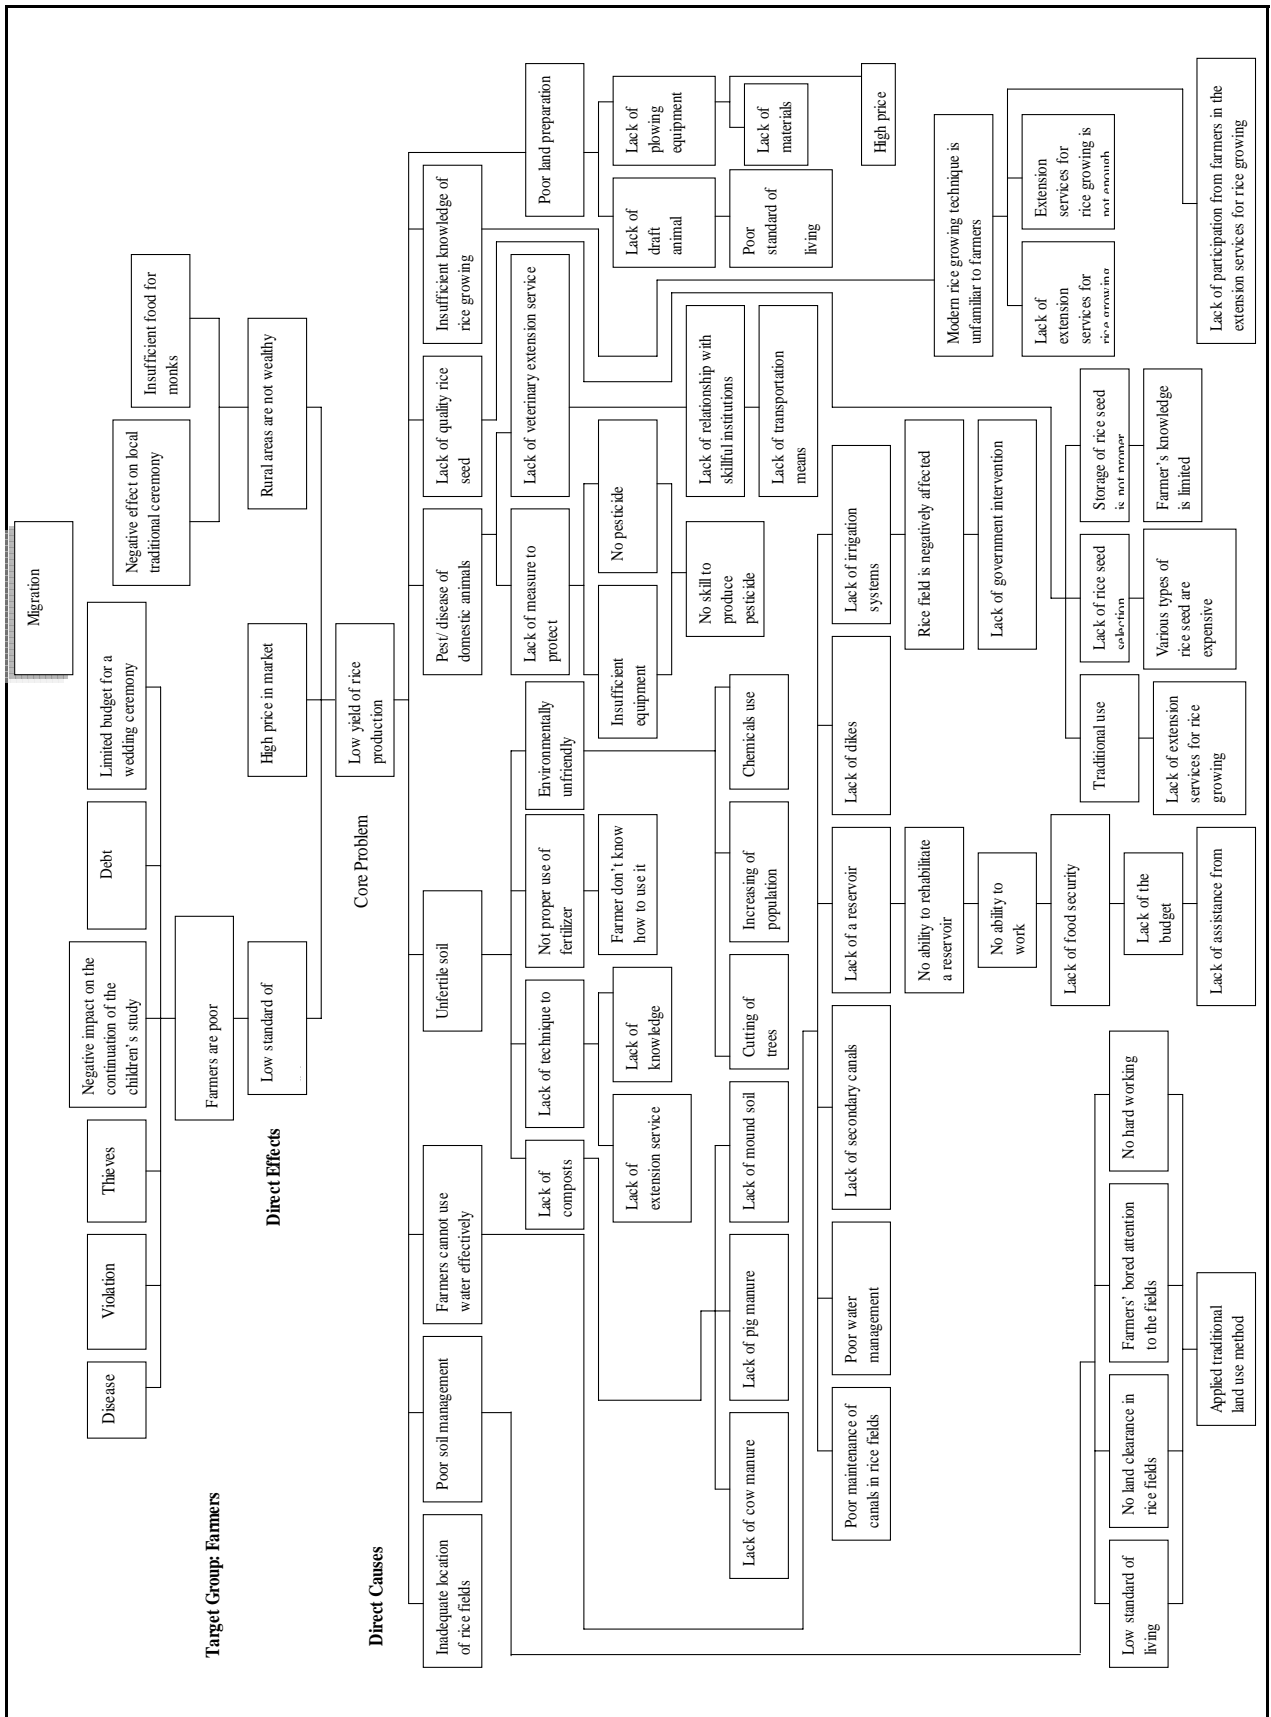 Migration
Disease
Violation
Thieves
Negative impact on the
continuation of the
children's study
Debt
Limited budget for a
wedding ceremony
Negative effect on local
traditional ceremony
Insufficient food for
monks
Target Group: Farmers
Farmers are poor
Direct Effects
Low standard of
High price in market
Rural areas are not wealthy
Core Problem
Low yield of rice
production
Direct Causes
Inadequate location
of rice fields
Poor soil management
Farmers cannot use
water effectively
Unfertile soil
Pest/ disease of
domestic animals
Lack of quality rice
seed
Insufficient knowledge of
rice growing
Poor land preparation
Lack of
composts
Lack of technique to
Not proper use of
fertilizer
Environmentally
unfriendly
Lack of measure to
protect
Lack of veterinary extension service
Lack of
extension service
Lack of
knowledge
Farmer don't know
how to use it
Insufficient
equipment
No pesticide
Lack of
draft
animal
Lack of
plowing
equipment
No skill to
produce
pesticide
Lack of relationship with
skillful institutions
Lack of cow manure
Lack of pig manure
Lack of mound soil
Cutting of
trees
Increasing of
population
Chemicals use
Lack of transportation
means
Poor
standard of
living
Lack of
materials
High price
Poor maintenance of
canals in rice fields
Poor water
management
Lack of secondary canals
Lack of a reservoir
Lack of dikes
Lack of irrigation
systems
No ability to rehabilitate
a reservoir
Rice field is negatively affected
Modern rice growing technique is
unfamiliar to farmers
No ability to
work
Lack of government intervention
Lack of
extension
services for
rice growing
Extension
services for
rice growing is
not enough
Lack of food security
Traditional use
Lack of rice seed
selection
Storage of rice seed
is not proper
Low standard of
living
No land clearance in
rice fields
Farmers' bored attention
to the fields
No hard working
Lack of the
budget
Lack of extension
services for rice
growing
Various types of
rice seed are
expensive
Farmer's knowledge
is limited
Applied traditional
land use method
Lack of assistance from
Lack of participation from farmers in the
extension services for rice growing